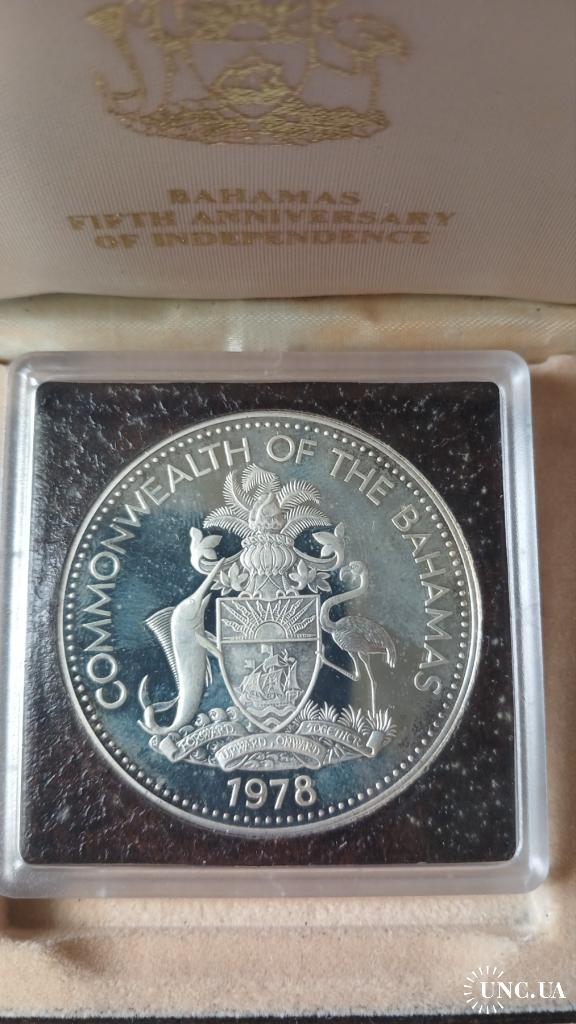 BAHAMAS
FIFTH ANNIVERSARY
OF INDEPENDENCE
COMMONWEALTH OF THE BAHAMAS
FORWARD, UPWARD, ONWARD, TOGETHER
1978
UNC.UA